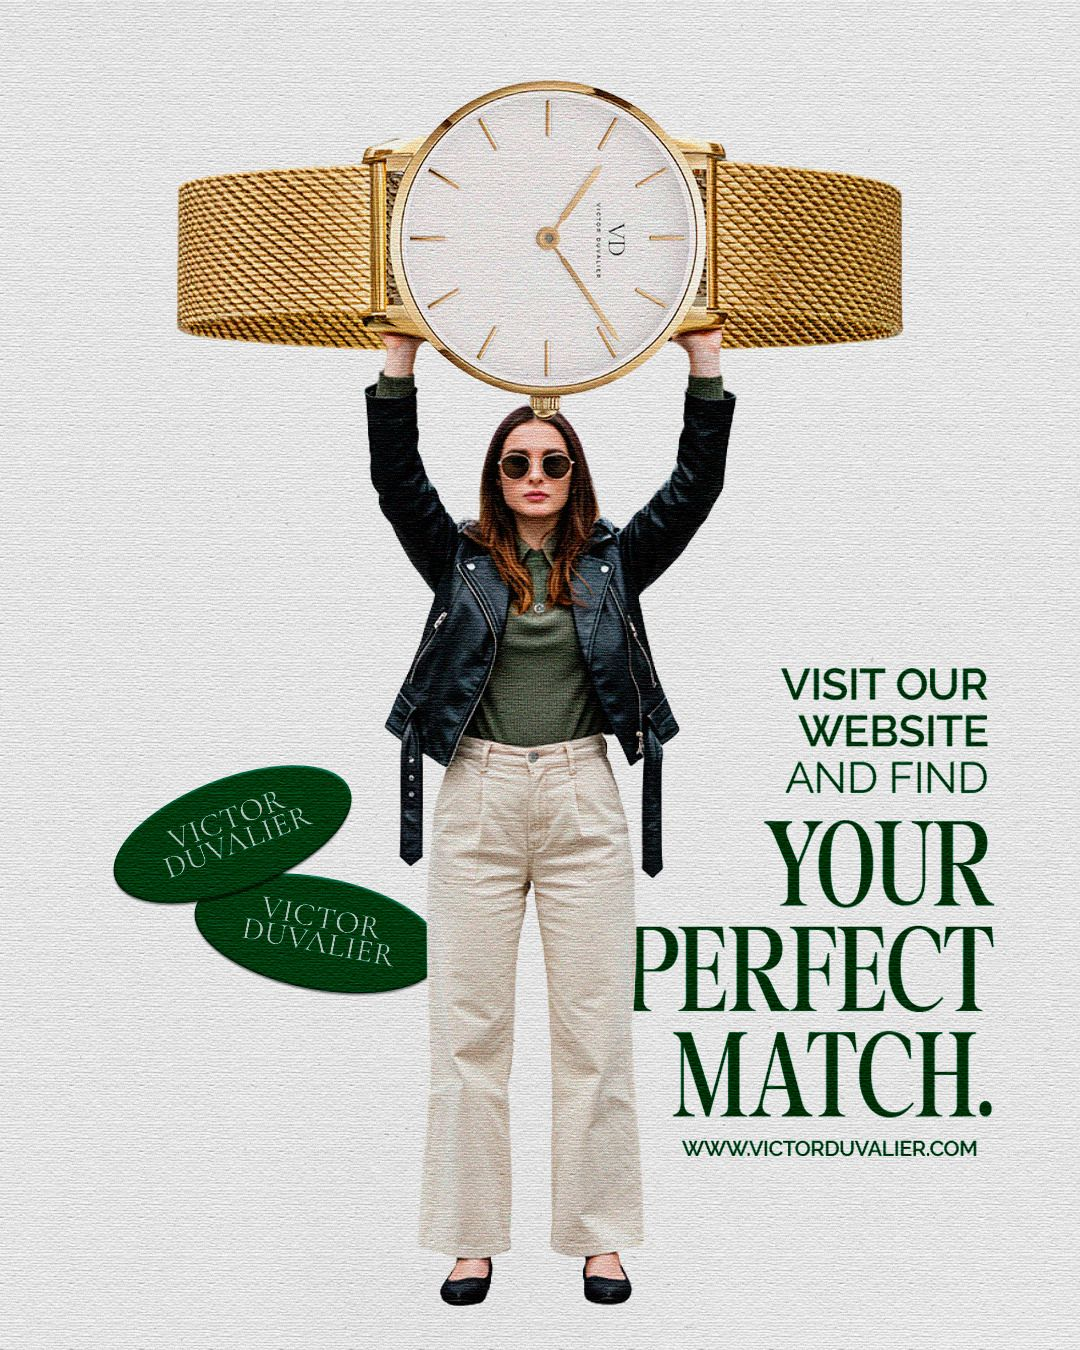 VD
VICTOR DUVALIER
VISIT OUR
WEBSITE
AND FIND
YOUR
PERFECT
MATCH.
WWW.VICTORDUVALIER.COM
VICTOR
DUVALIER
VICTOR
DUVALIER